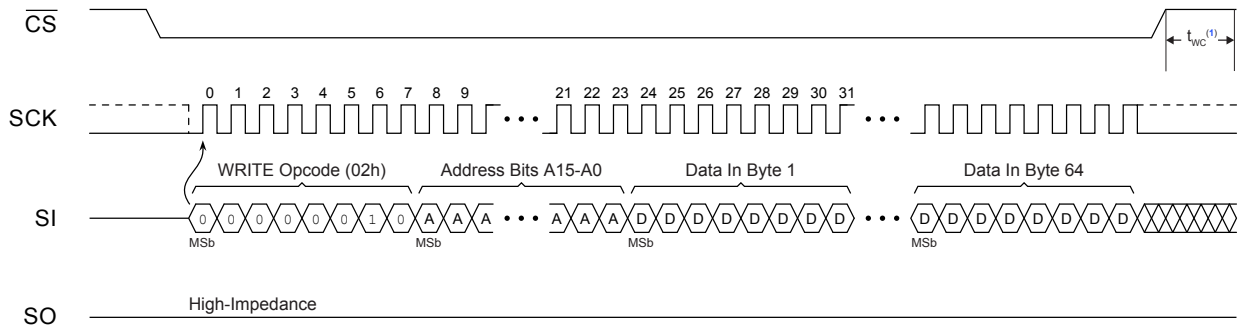 CS
t_WC(1)
0 1 2 3 4 5 6 7 8 9 21 22 23 24 25 26 27 28 29 30 31
SCK
WRITE Opcode (02h) Address Bits A15-A0 Data In Byte 1 Data In Byte 64
SI 0 0 0 0 0 0 1 0 A A A A A A D D D D D D D D D D D D D D D D
MSb MSb MSb MSb
High-Impedance
SO